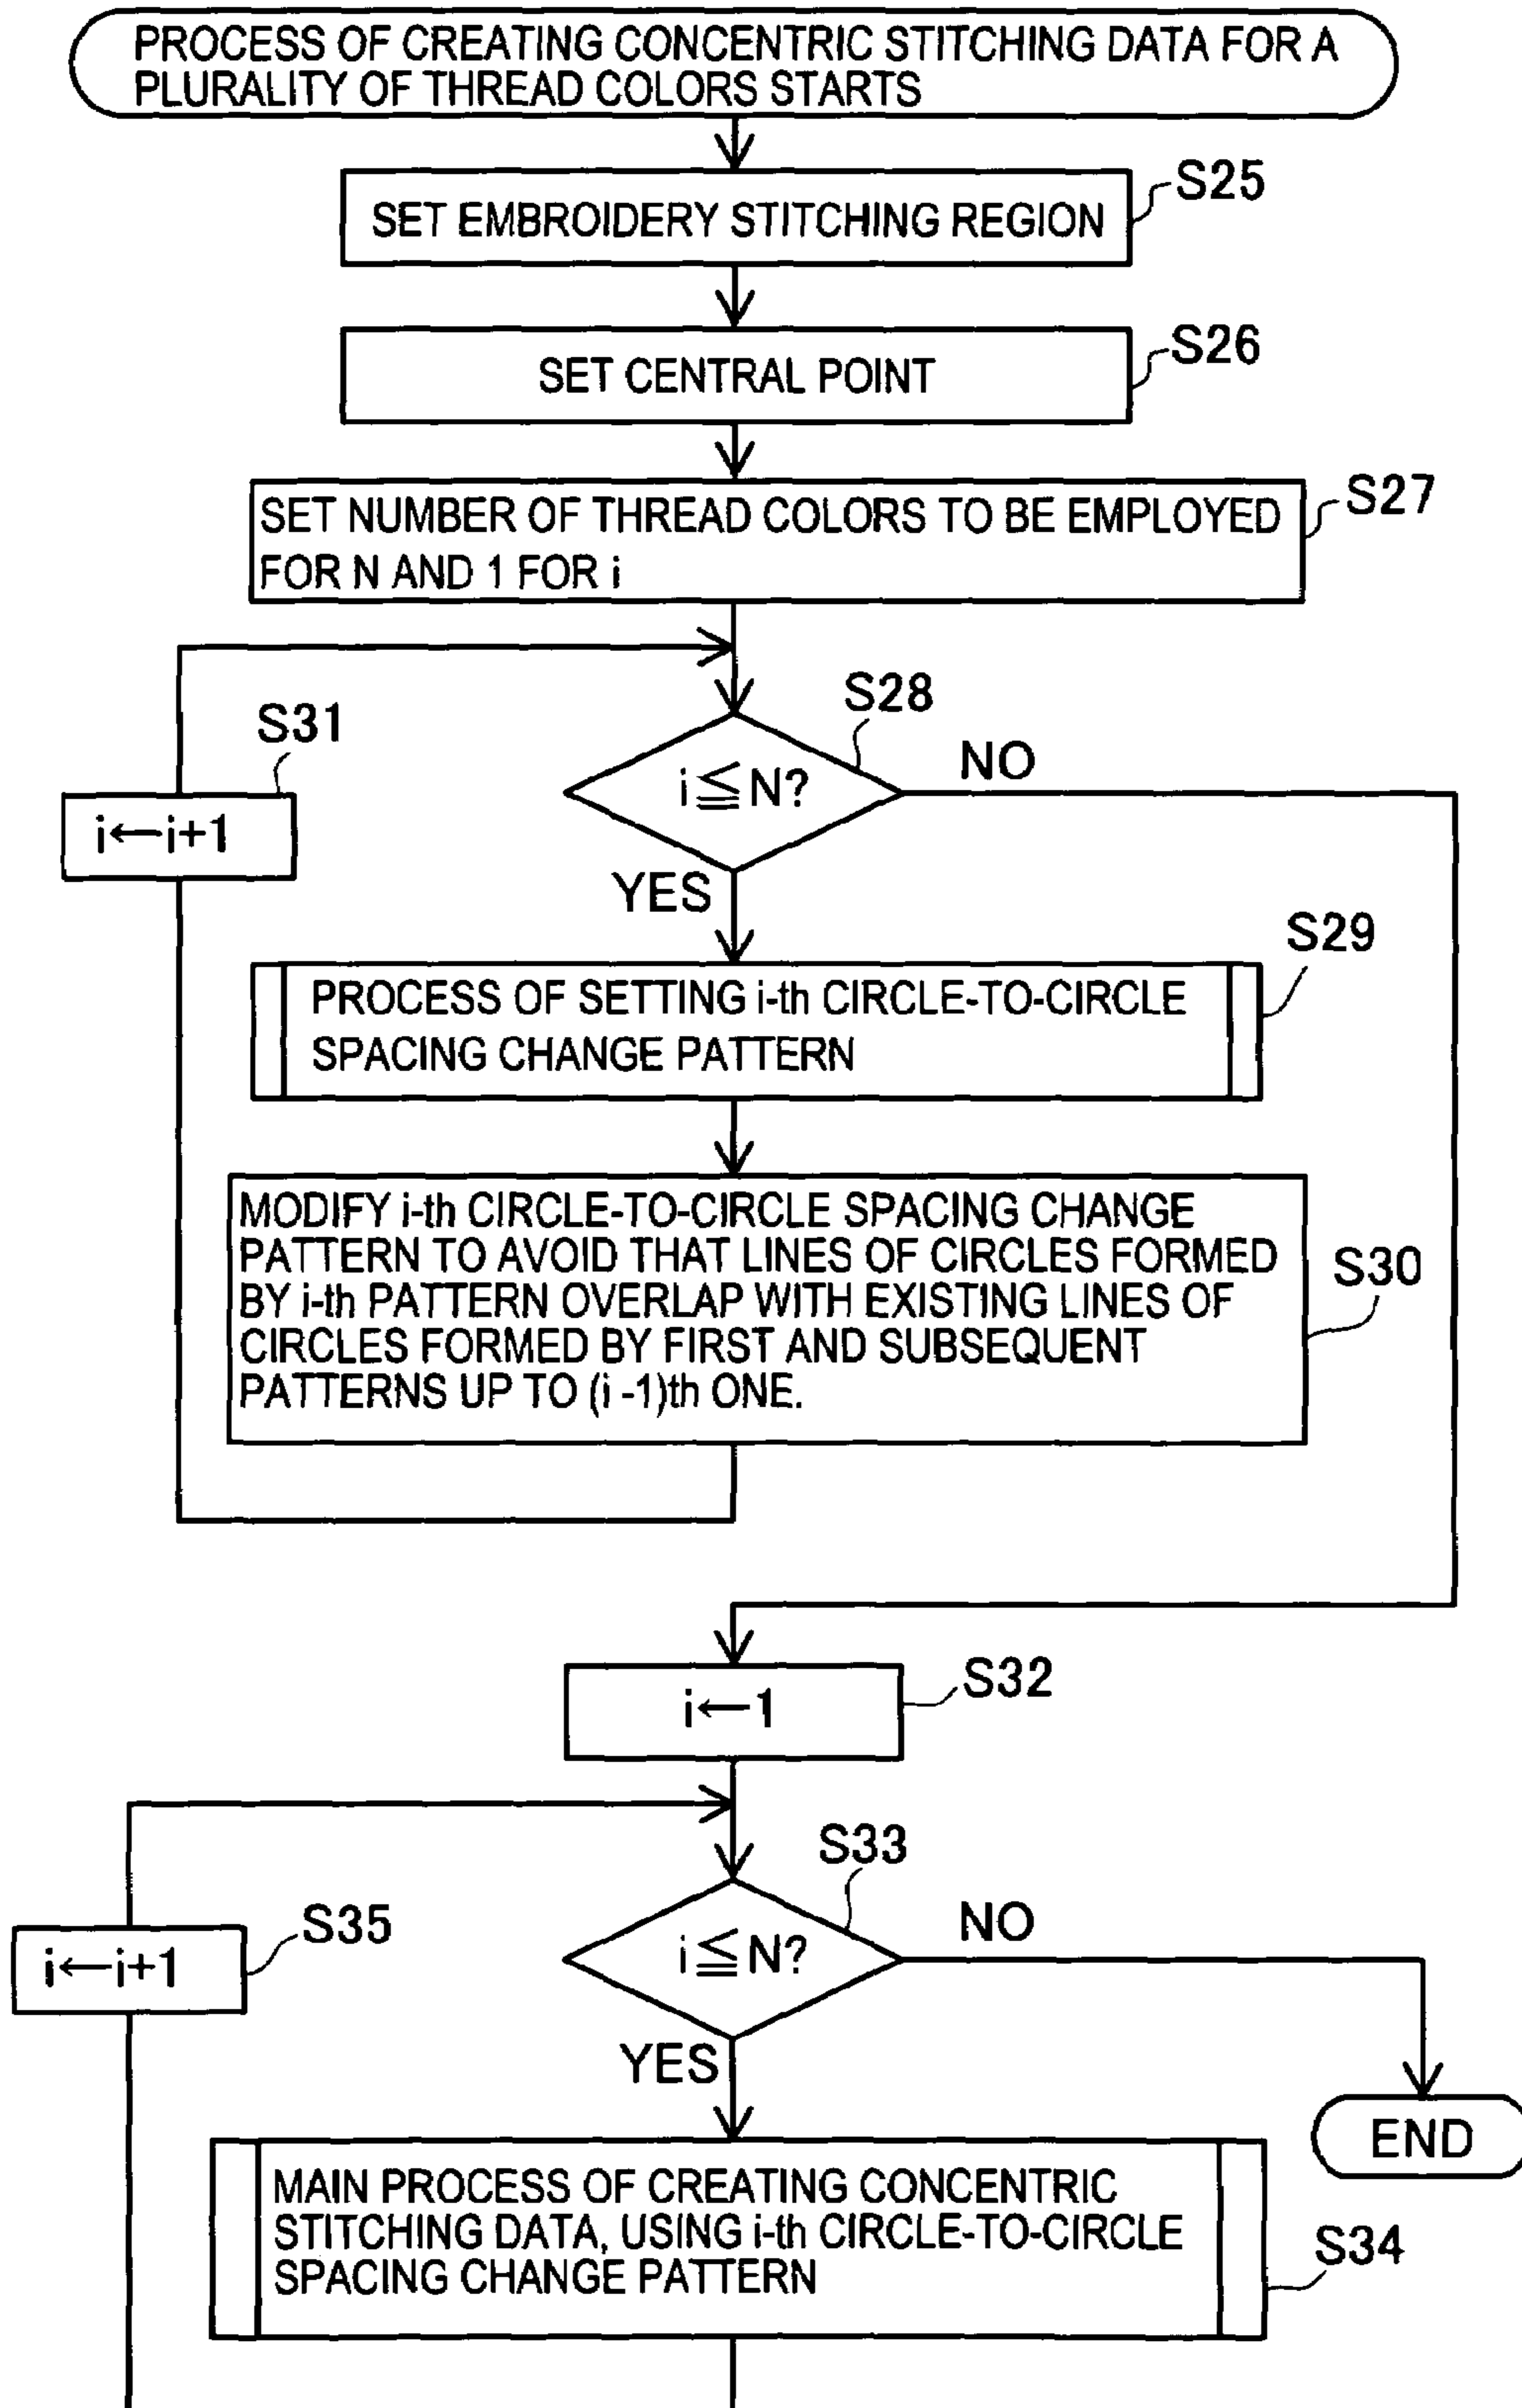 PROCESS OF CREATING CONCENTRIC STITCHING DATA FOR A
PLURALITY OF THREAD COLORS STARTS
S25
SET EMBROIDERY STITCHING REGION
S26
SET CENTRAL POINT
S27
SET NUMBER OF THREAD COLORS TO BE EMPLOYED
FOR N AND 1 FOR i
S28
S31
i≦N?
NO
i←i+1
YES
S29
PROCESS OF SETTING i-th CIRCLE-TO-CIRCLE
SPACING CHANGE PATTERN
S30
MODIFY i-th CIRCLE-TO-CIRCLE SPACING CHANGE
PATTERN TO AVOID THAT LINES OF CIRCLES FORMED
BY i-th PATTERN OVERLAP WITH EXISTING LINES OF
CIRCLES FORMED BY FIRST AND SUBSEQUENT
PATTERNS UP TO (i -1)th ONE.
S32
i←1
S33
S35
i≦N?
NO
i←i+1
YES
END
MAIN PROCESS OF CREATING CONCENTRIC
STITCHING DATA, USING i-th CIRCLE-TO-CIRCLE
SPACING CHANGE PATTERN
S34